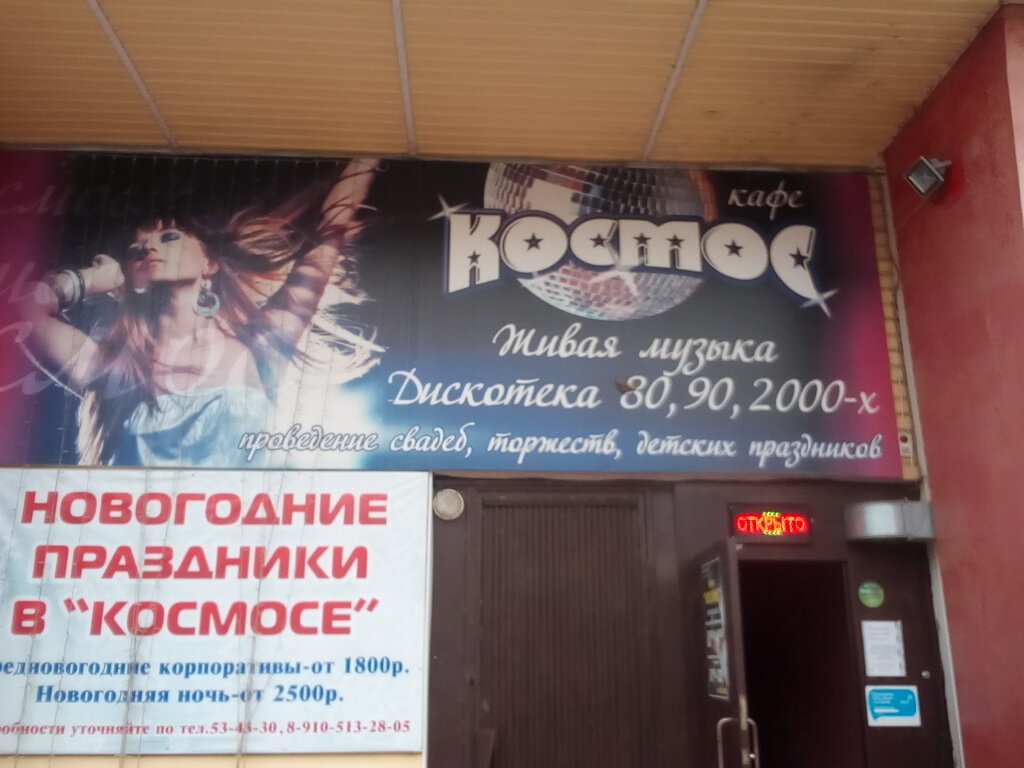 кафе
космос
Живая музыка
Дискотека 80, 90, 2000-х
проведение свадеб, торжеств, детских праздников
НОВОГОДНИЕ
ПРАЗДНИКИ
В "КОСМОСЕ"
редновогодние корпоративы-от 1800р.
Новогодняя ночь-от 2500р.
робности уточняйте по тел.53-43-30, 8-910-513-28-05
ОТКРЫТО